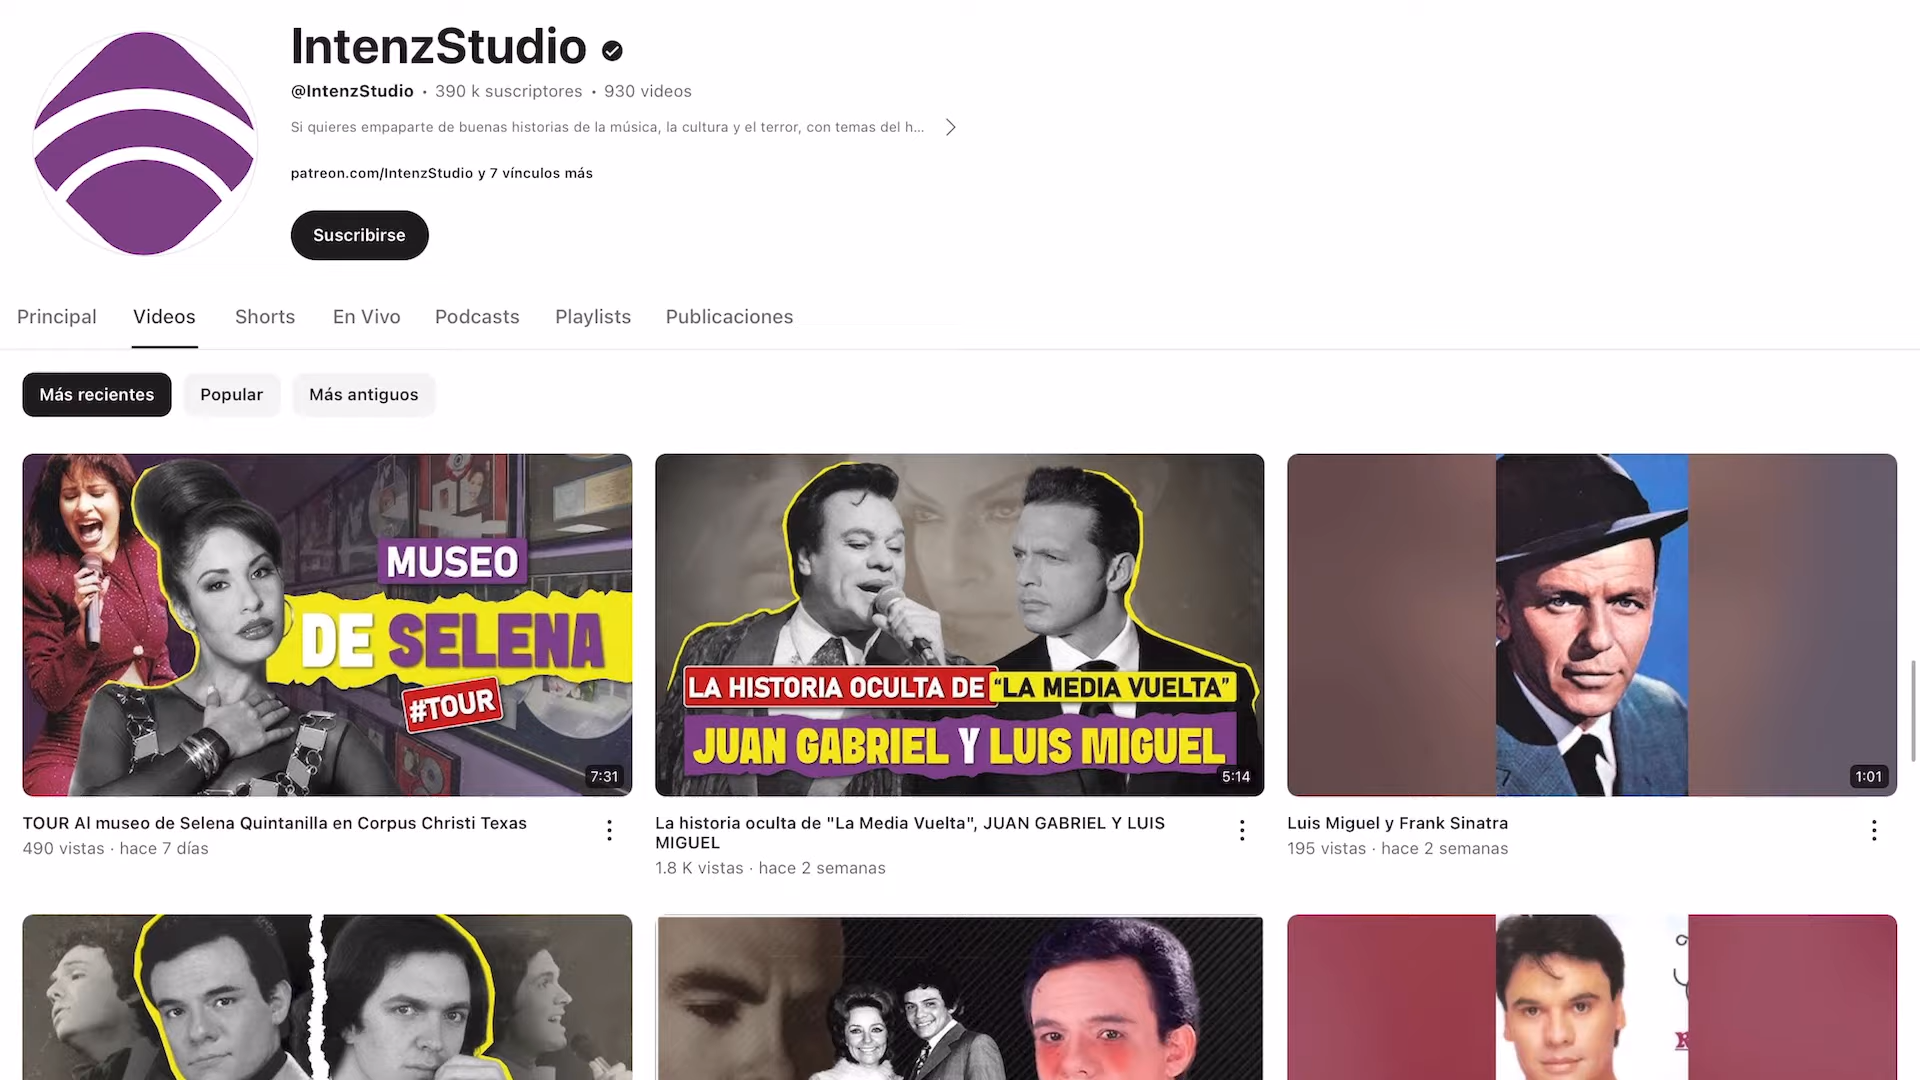 IntenzStudio
@IntenzStudio • 390 k suscriptores • 930 videos
Si quieres empaparte de buenas historias de la música, la cultura y el terror, con temas del h...
patreon.com/IntenzStudio y 7 vínculos más
Suscribirse
Principal Videos Shorts En Vivo Podcasts Playlists Publicaciones
Más recientes Popular Más antiguos
MUSEO
DE SELENA
#TOUR
7:31
LA HISTORIA OCULTA DE "LA MEDIA VUELTA"
JUAN GABRIEL Y LUIS MIGUEL
5:14
1:01
TOUR Al museo de Selena Quintanilla en Corpus Christi Texas
490 vistas · hace 7 días
La historia oculta de "La Media Vuelta", JUAN GABRIEL Y LUIS
MIGUEL
1.8 K vistas · hace 2 semanas
Luis Miguel y Frank Sinatra
195 vistas · hace 2 semanas